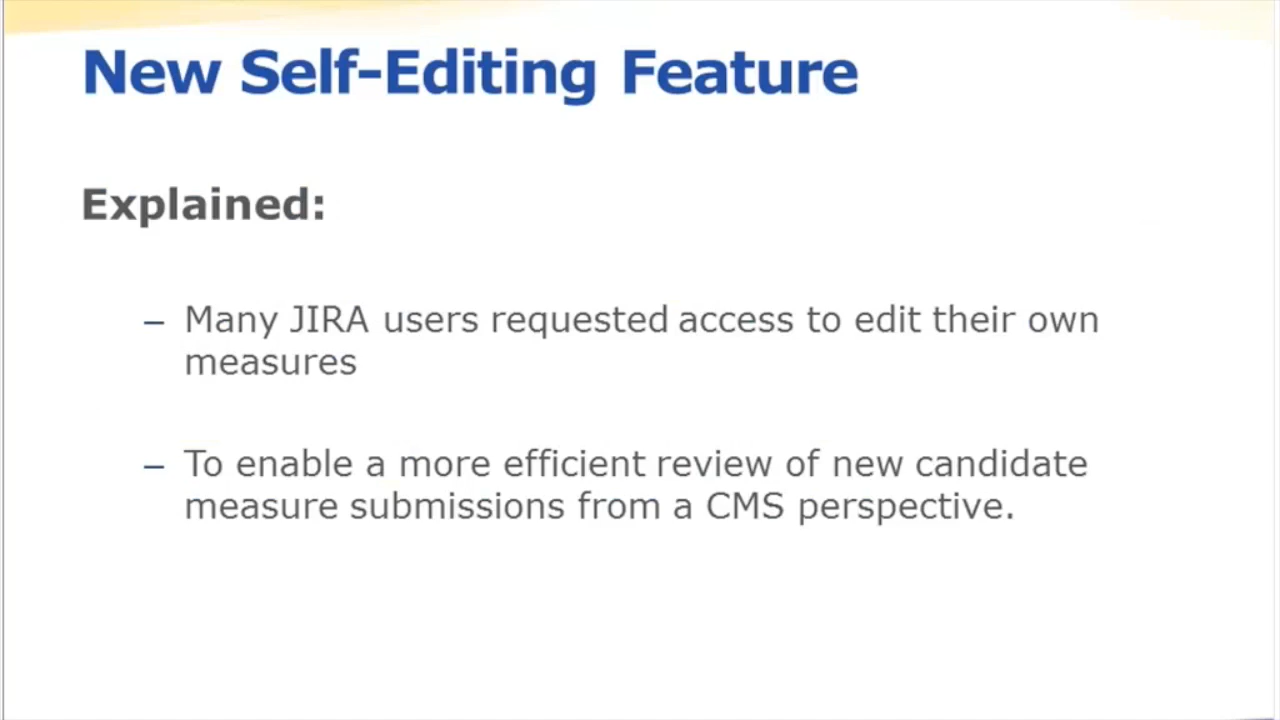 New Self-Editing Feature
Explained:
– Many JIRA users requested access to edit their own
measures
– To enable a more efficient review of new candidate
measure submissions from a CMS perspective.